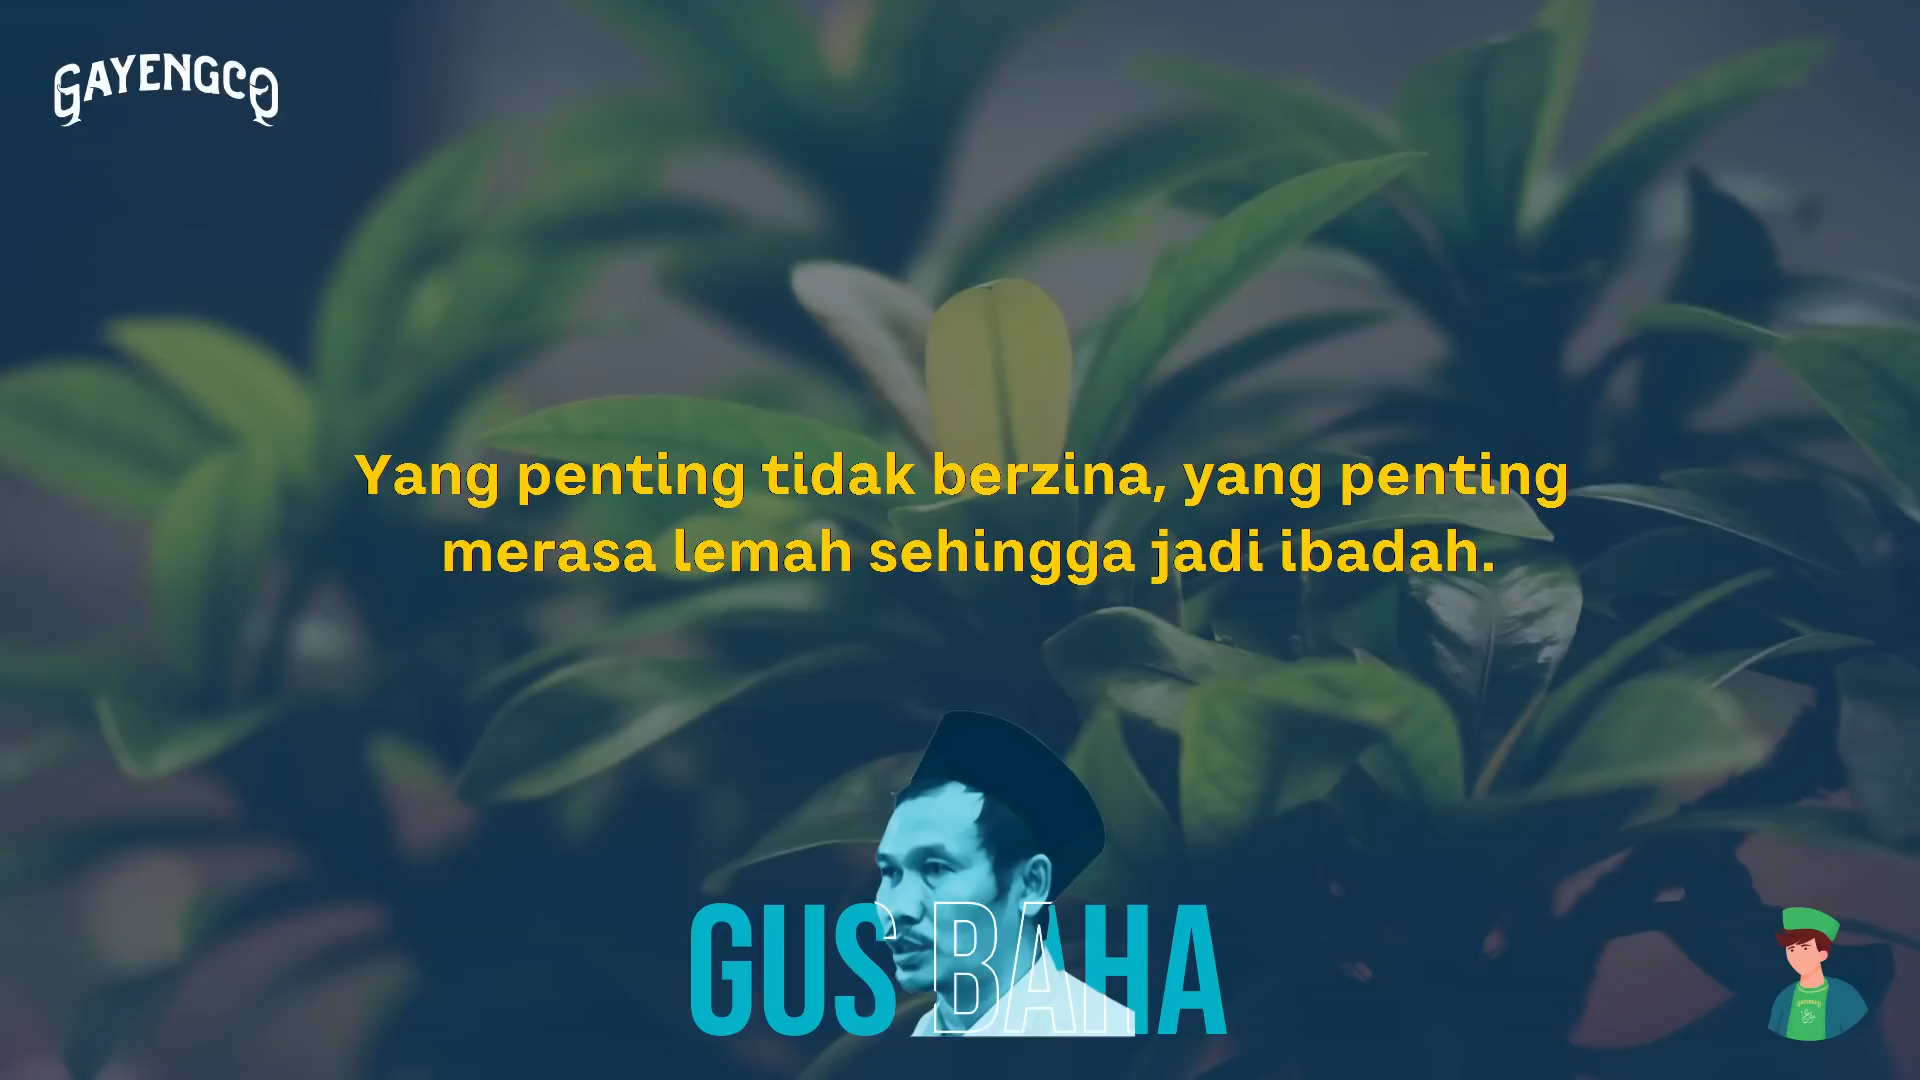 GAYENGCO
Yang penting tidak berzina, yang penting
merasa lemah sehingga jadi ibadah.
GUS BAHA